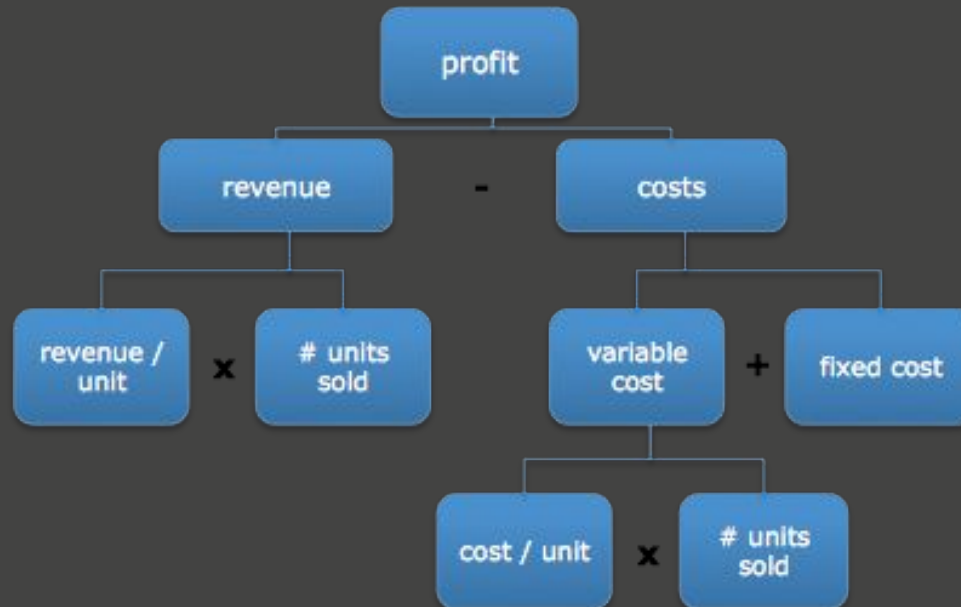 profit
revenue
-
costs
revenue /
unit
x
# units
sold
variable
cost
+
fixed cost
cost / unit
x
# units
sold